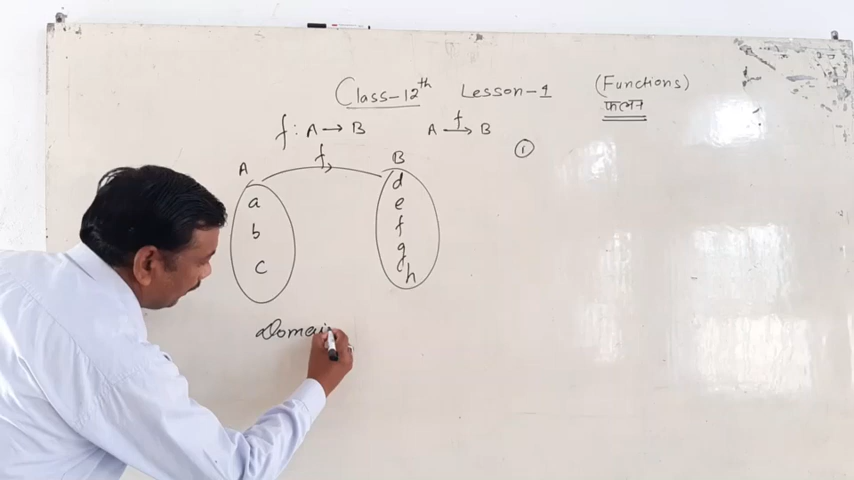 Class-12th Lesson-1 (Functions)
फलन
f: A → B A f→ B ①
f
A B
a d
b e
c f
g
h
Domai